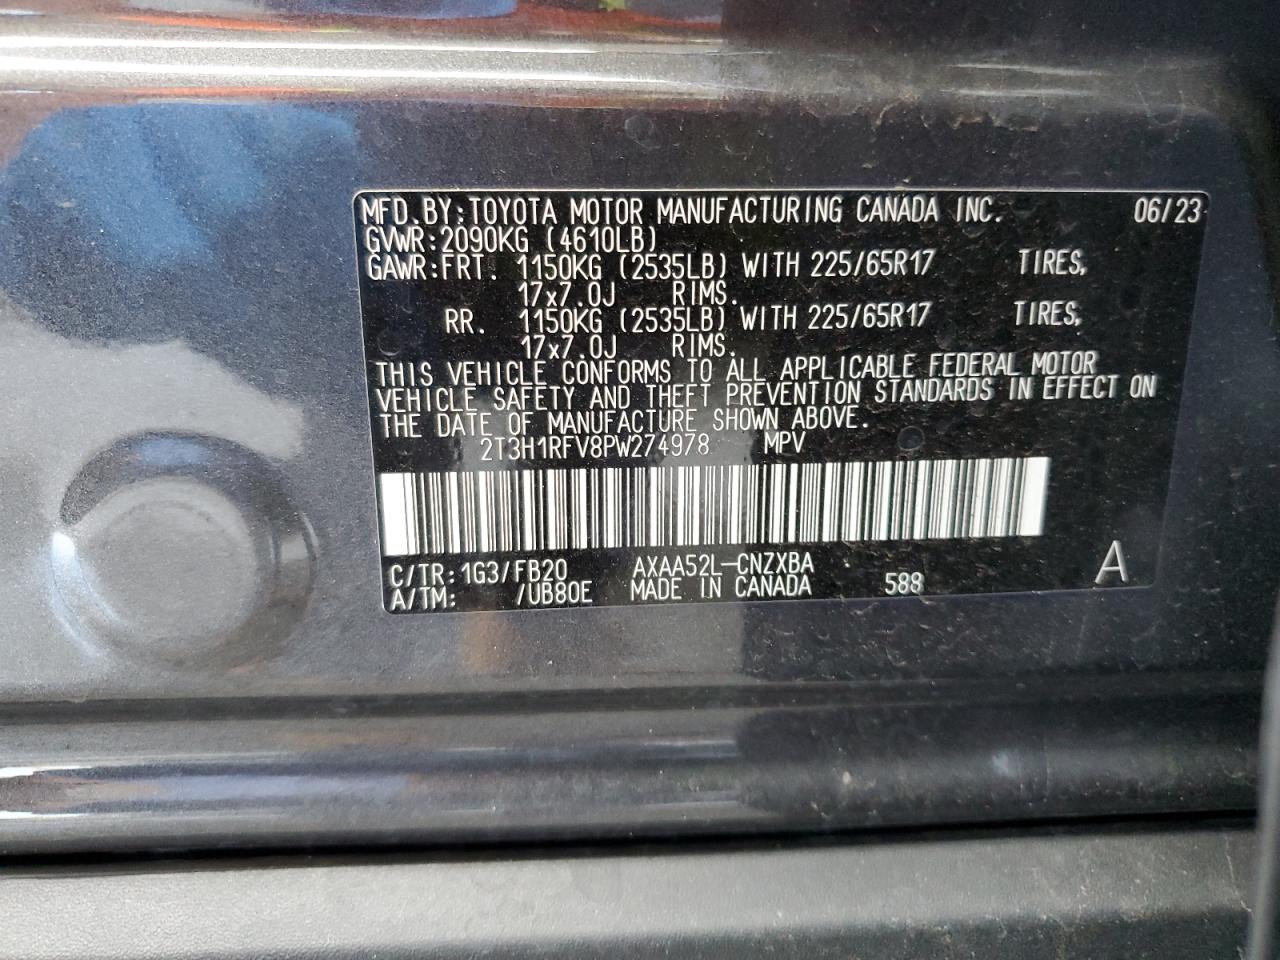 MFD.BY:TOYOTA MOTOR MANUFACTURING CANADA INC. 06/23
GVWR:2090KG (4610LB)
GAWR:FRT. 1150KG (2535LB) WITH 225/65R17 TIRES,
17x7.0J RIMS.
RR. 1150KG (2535LB) WITH 225/65R17 TIRES,
17x7.0J RIMS.
THIS VEHICLE CONFORMS TO ALL APPLICABLE FEDERAL MOTOR
VEHICLE SAFETY AND THEFT PREVENTION STANDARDS IN EFFECT ON
THE DATE OF MANUFACTURE SHOWN ABOVE.
2T3H1RFV8PW274978 MPV
C/TR:1G3/FB20 AXAA52L-CNZXBA
A/TM: /UB80E MADE IN CANADA 588 A